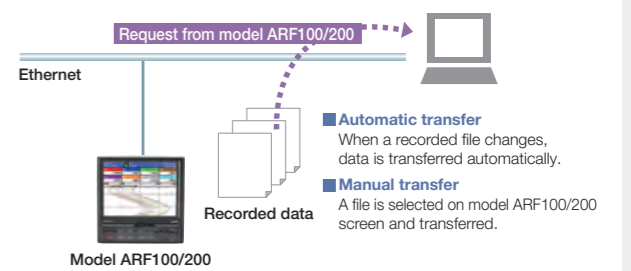 Request from model ARF100/200
Ethernet
Automatic transfer
When a recorded file changes,
data is transferred automatically.
Manual transfer
A file is selected on model ARF100/200
screen and transferred.
Recorded data
Model ARF100/200